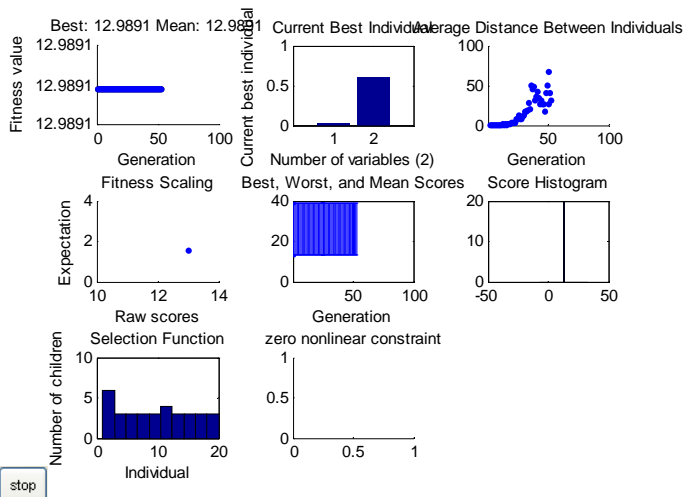 Best: 12.9891 Mean: 12.9891
Fitness value
12.9891
12.9891
12.9891
0 50 100
Generation
Current Best Individual
Current best individual
1
0.5
0
1 2
Number of variables (2)
Average Distance Between Individuals
100
50
0
50 100
Generation
Fitness Scaling
Expectation
4
2
0
10 12 14
Raw scores
Best, Worst, and Mean Scores
40
20
0
50 100
Generation
Score Histogram
20
10
0
-50 0 50
Selection Function
Number of children
10
5
0
0 10 20
Individual
zero nonlinear constraint
1
0.5
0
0 0.5 1
stop